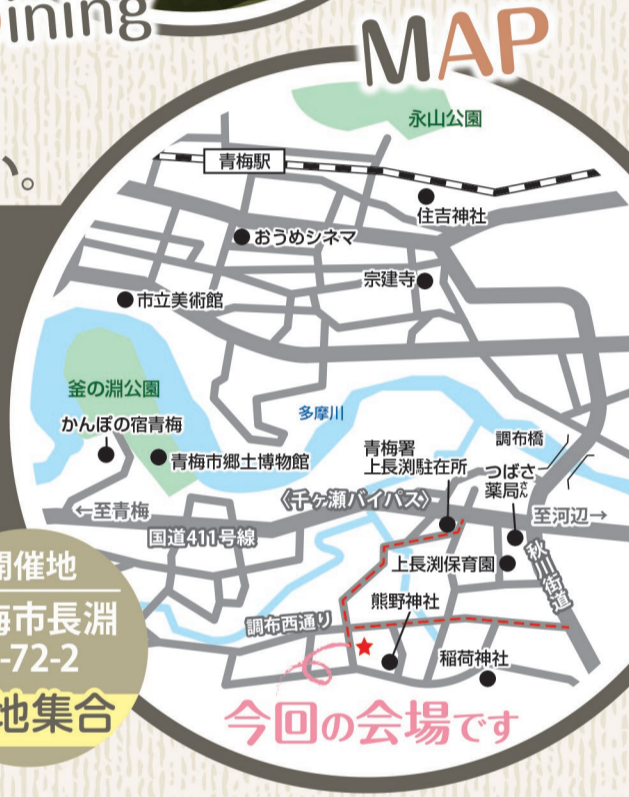 ining
MAP
い。
永山公園
青梅駅
住吉神社
おうめシネマ
宗建寺
市立美術館
釜の淵公園
かんぽの宿青梅
多摩川
青梅市郷土博物館
青梅署
上長渕駐在所
調布橋
つばさ
薬局さん
〈千ヶ瀬バイパス〉
←至青梅
至河辺→
国道411号線
上長渕保育園
秋川街道
熊野神社
調布西通り
稲荷神社
今回の会場です
開催地
梅市長淵
-72-2
地集合